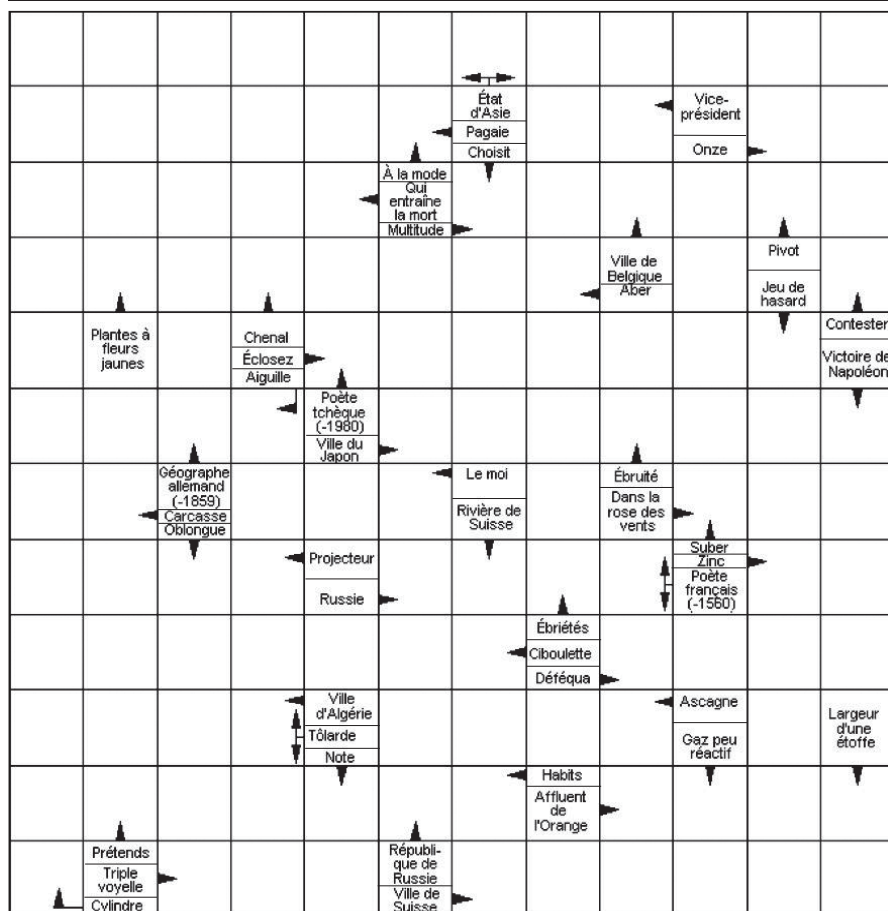 État
d'Asie
Pagaie
Choisit
Vice-
président
Onze
À la mode
Qui
entraîne
la mort
Multitude
Ville de
Belgique
Aber
Pivot
Jeu de
hasard
Plantes à
fleurs
jaunes
Chenal
Éclosez
Aiguille
Contester
Victoire de
Napoléon
Poète
tchèque
(-1980)
Ville du
Japon
Géographe
allemand
(-1859)
Carcasse
Oblongue
Le moi
Rivière de
Suisse
Ébruité
Dans la
rose des
vents
Projecteur
Russie
Suber
Zinc
Poète
français
(-1560)
Ébriétés
Ciboulette
Déféqua
Ville
d'Algérie
Tôlarde
Note
Ascagne
Gaz peu
réactif
Largeur
d'une
étoffe
Habits
Affluent
de
l'Orange
Prétends
Triple
voyelle
Cylindre
Républi-
que de
Russie
Ville de
Suisse